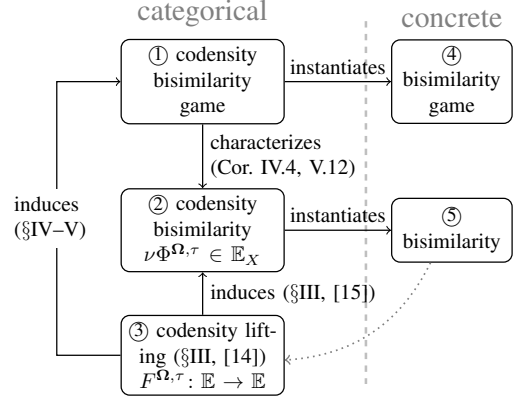 categorical
concrete
① codensity
bisimilarity
game
instantiates
④
bisimilarity
game
characterizes
(Cor. IV.4, V.12)
induces
(§IV–V)
② codensity
bisimilarity
νΦ^{Ω,τ} ∈ 𝔼_X
instantiates
⑤
bisimilarity
induces (§III, [15])
③ codensity lift-
ing (§III, [14])
F^{Ω,τ}: 𝔼 → 𝔼